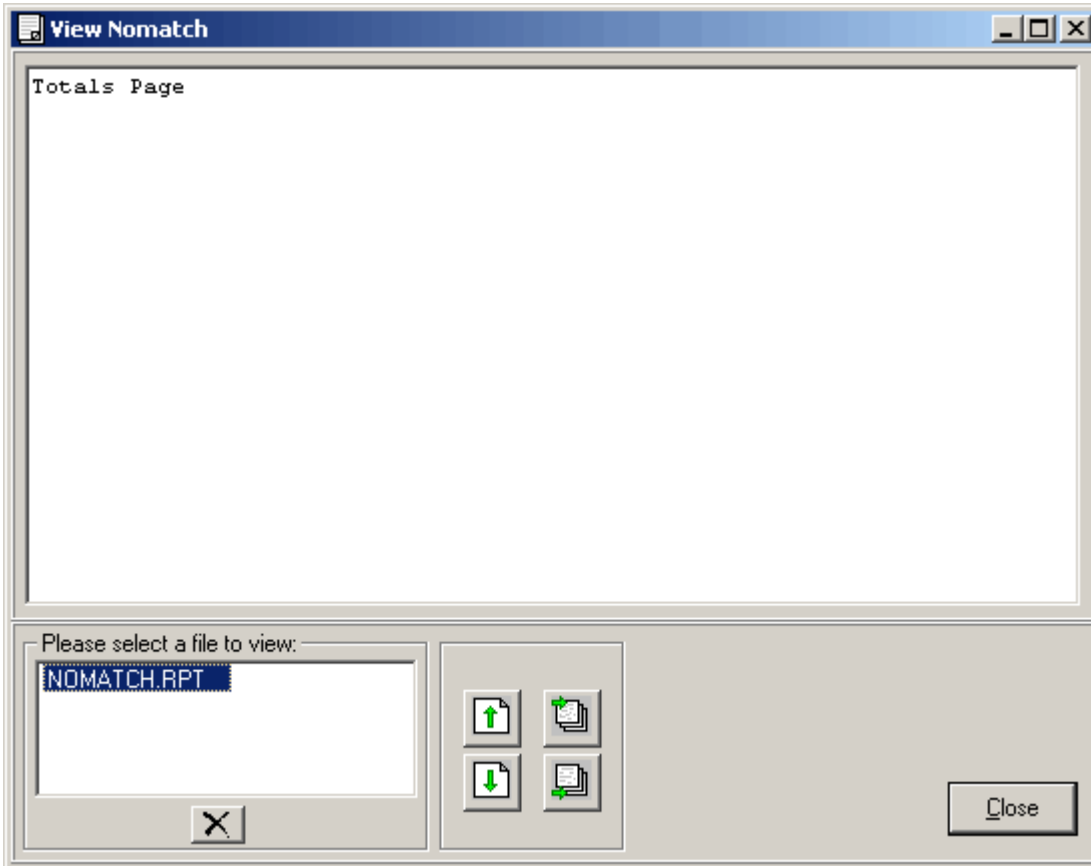 View Nomatch
Totals Page
Please select a file to view:
NOMATCH.RPT
Close